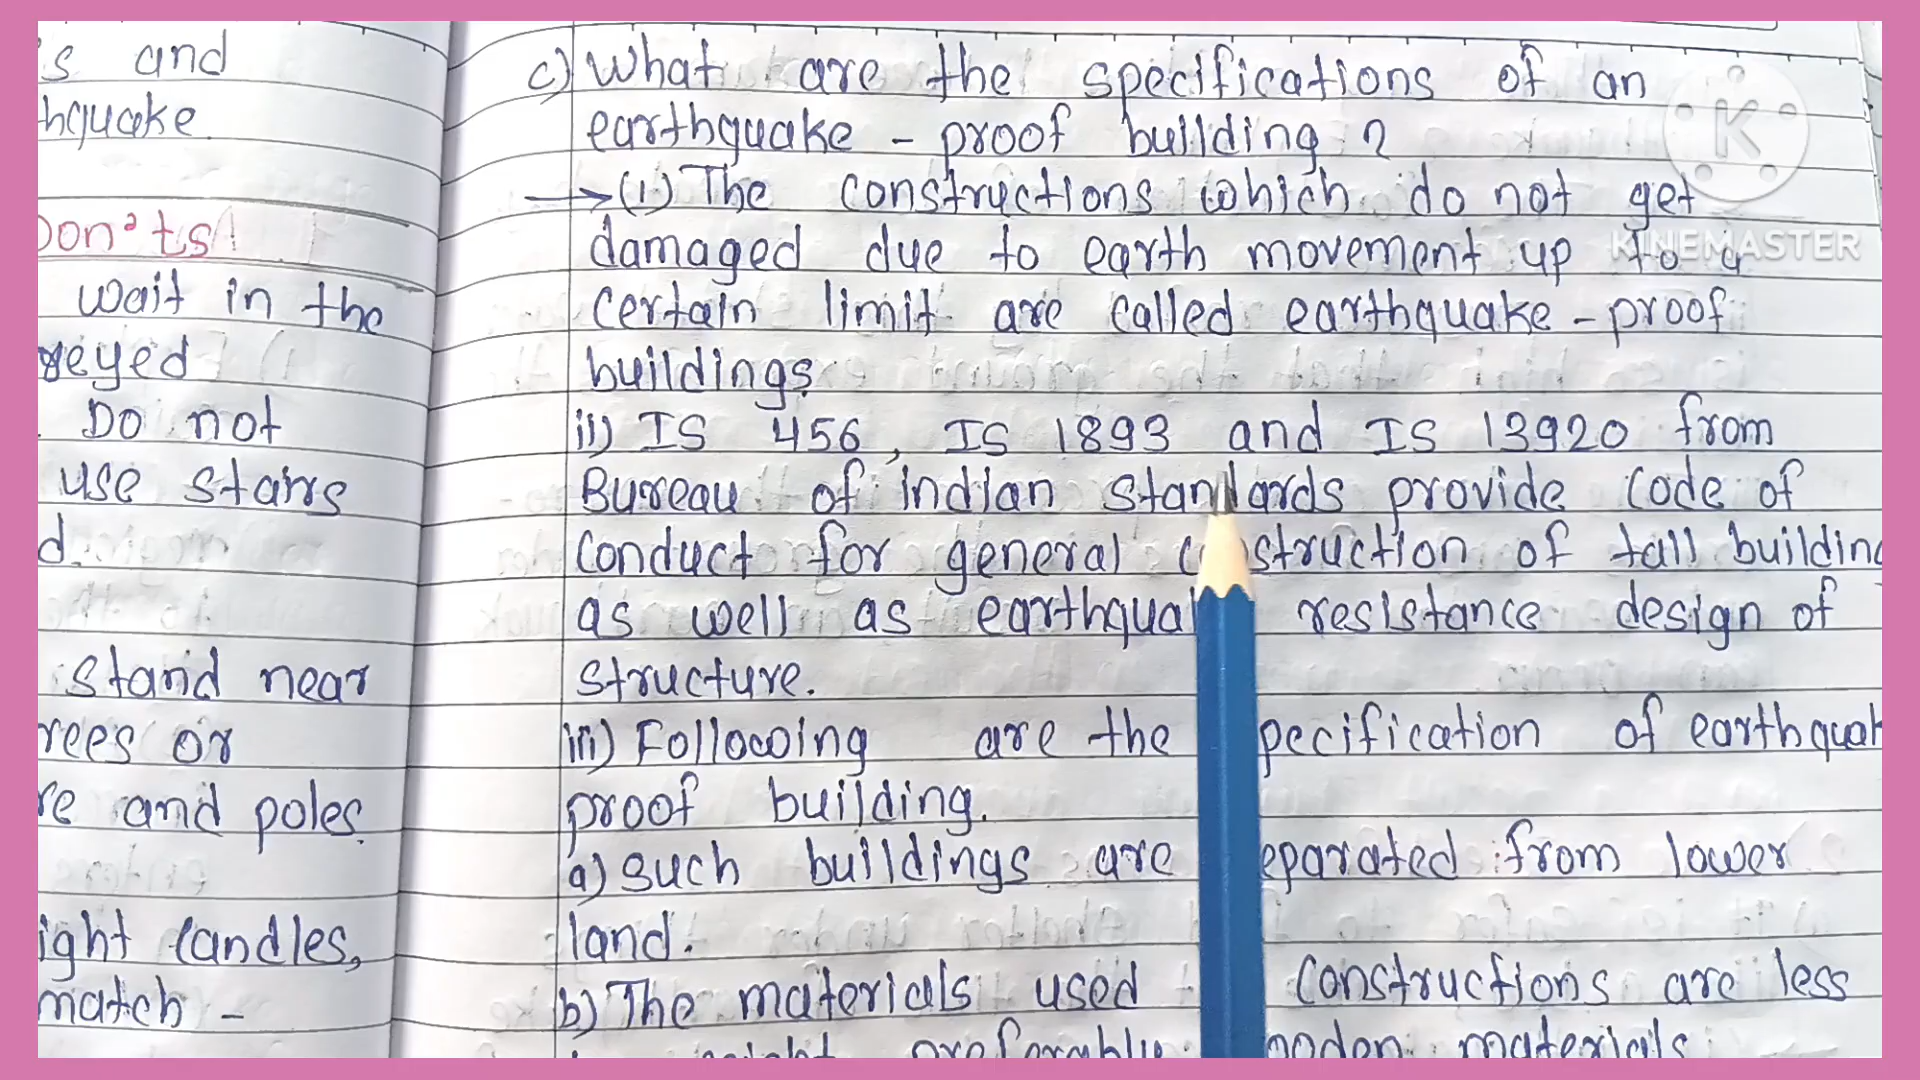 s and
hquake.
Don'ts
wait in the
yeyed
Do not
use stairs
d.
stand near
rees or
re and poles.
ight candles,
match -
c) What are the specifications of an
earthquake - proof building ?
→ (i) The constructions which do not get
damaged due to earth movement up to a
certain limit are called earthquake - proof
buildings.
ii) IS 456, IS 1893 and IS 13920 from
Bureau of indian standards provide code of
conduct for general construction of tall building
as well as earthqua resistance design of
structure.
iii) Following are the pecification of earthquak
proof building.
a) such buildings are eparated from lower
land.
b) The materials used constructions are less
preferably materials
KINEMASTER